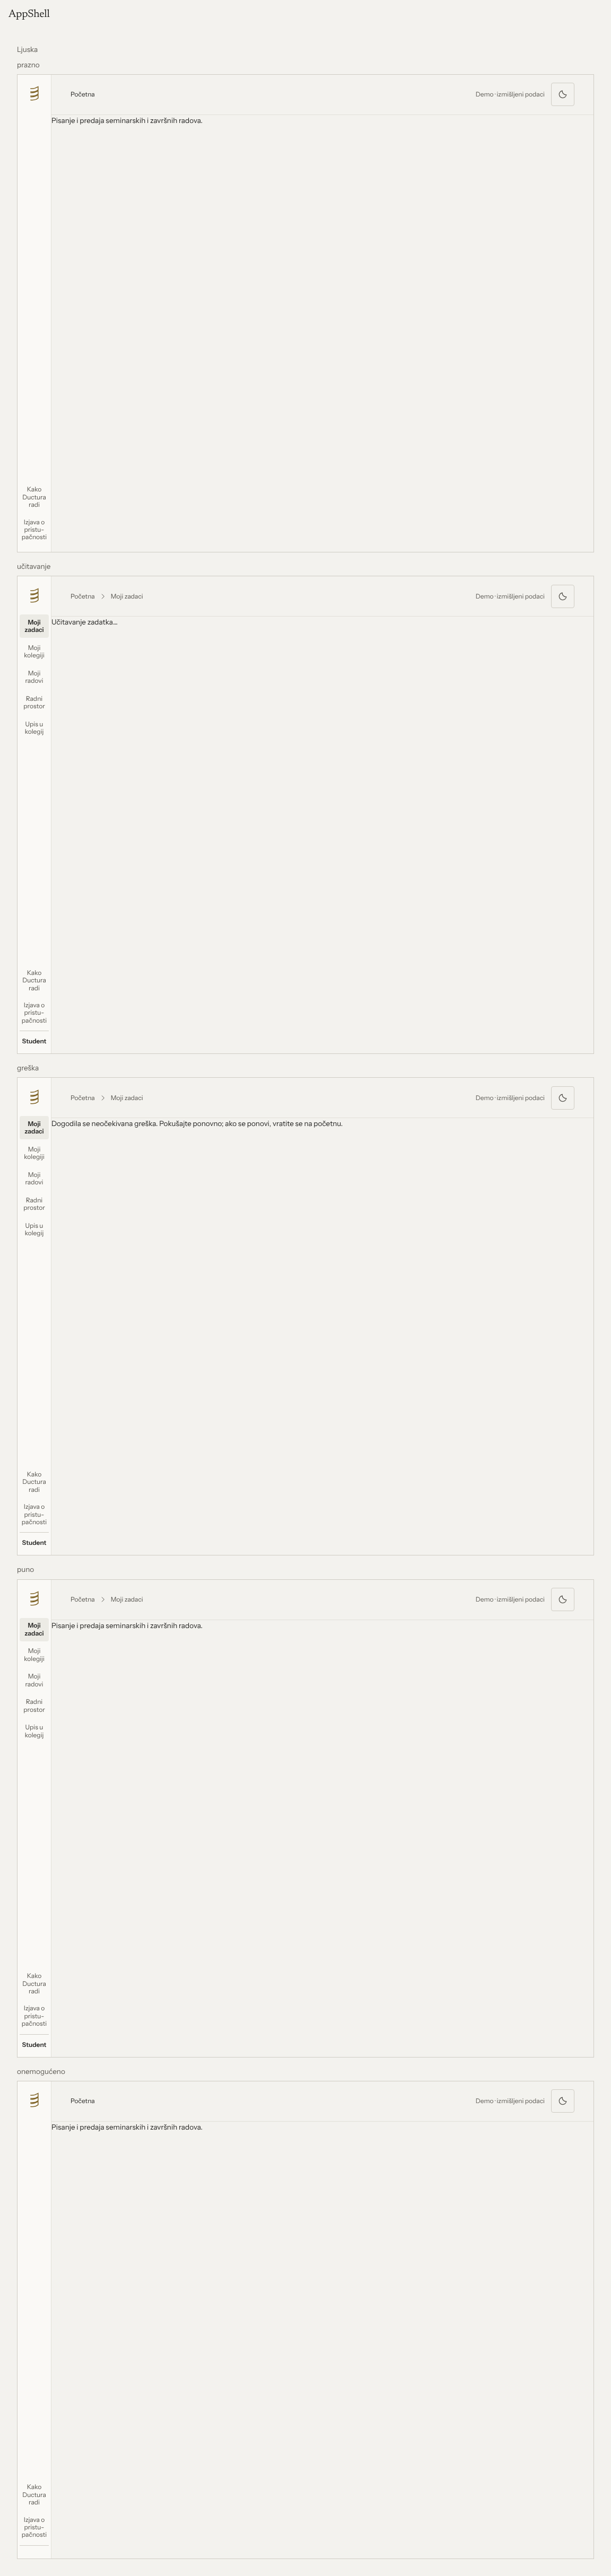 AppShell
Ljuska
prazno
Početna
Demo · izmišljeni podaci
Pisanje i predaja seminarskih i završnih radova.
Kako
Ductura
radi
Izjava o
pristu-
pačnosti
učitavanje
Početna
Moji zadaci
Demo · izmišljeni podaci
Moji
zadaci
Učitavanje zadatka…
Moji
kolegiji
Moji
radovi
Radni
prostor
Upis u
kolegij
Kako
Ductura
radi
Izjava o
pristu-
pačnosti
Student
greška
Početna
Moji zadaci
Demo · izmišljeni podaci
Moji
zadaci
Dogodila se neočekivana greška. Pokušajte ponovno; ako se ponovi, vratite se na početnu.
Moji
kolegiji
Moji
radovi
Radni
prostor
Upis u
kolegij
Kako
Ductura
radi
Izjava o
pristu-
pačnosti
Student
puno
Početna
Moji zadaci
Demo · izmišljeni podaci
Moji
zadaci
Pisanje i predaja seminarskih i završnih radova.
Moji
kolegiji
Moji
radovi
Radni
prostor
Upis u
kolegij
Kako
Ductura
radi
Izjava o
pristu-
pačnosti
Student
onemogućeno
Početna
Demo · izmišljeni podaci
Pisanje i predaja seminarskih i završnih radova.
Kako
Ductura
radi
Izjava o
pristu-
pačnosti